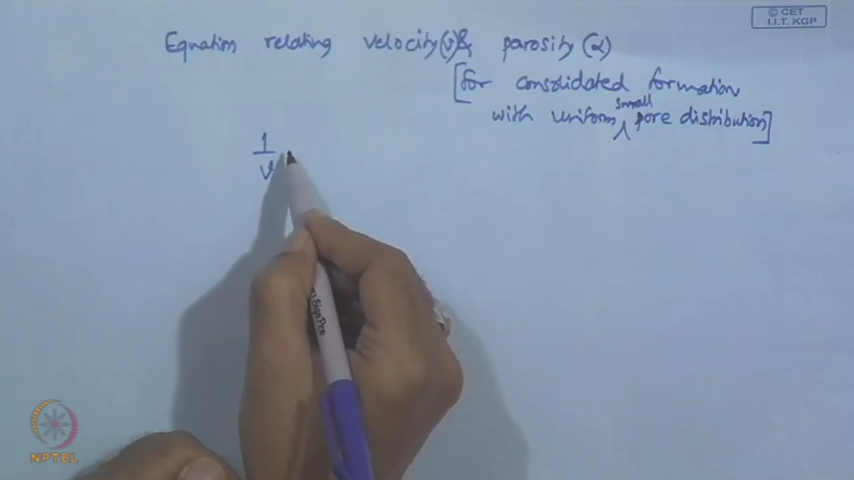 © CET
I.I.T. KGP
Equation relating velocity (v) & porosity (α)
[for consolidated formation
with uniform small pore distribution]
1
v
NPTEL